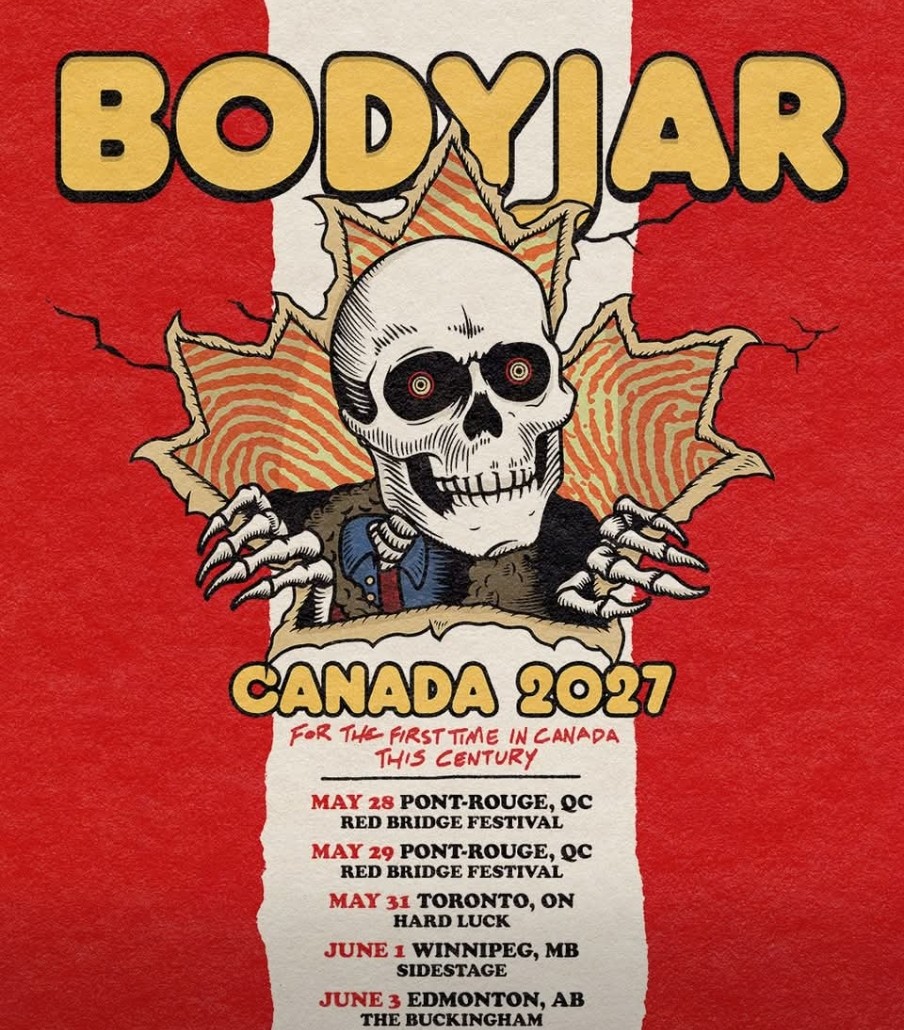 BODYJAR
CANADA 2027
FOR THE FIRST TIME IN CANADA
THIS CENTURY
MAY 28 PONT-ROUGE, QC
RED BRIDGE FESTIVAL
MAY 29 PONT-ROUGE, QC
RED BRIDGE FESTIVAL
MAY 31 TORONTO, ON
HARD LUCK
JUNE 1 WINNIPEG, MB
SIDESTAGE
JUNE 3 EDMONTON, AB
THE BUCKINGHAM